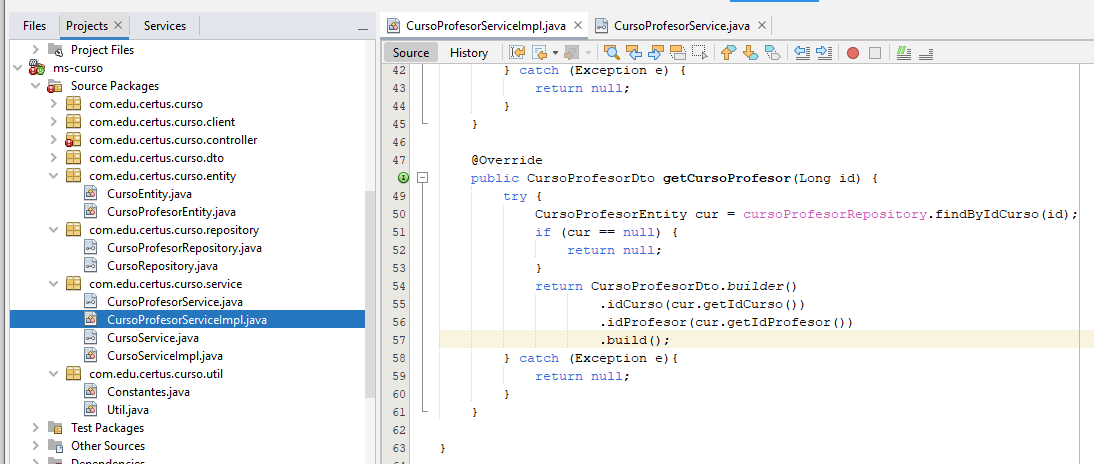 Files Projects Services
Project Files
ms-curso
Source Packages
com.edu.certus.curso
com.edu.certus.curso.client
com.edu.certus.curso.controller
com.edu.certus.curso.dto
com.edu.certus.curso.entity
CursoEntity.java
CursoProfesorEntity.java
com.edu.certus.curso.repository
CursoProfesorRepository.java
CursoRepository.java
com.edu.certus.curso.service
CursoProfesorService.java
CursoProfesorServiceImpl.java
CursoService.java
CursoServiceImpl.java
com.edu.certus.curso.util
Constantes.java
Util.java
Test Packages
Other Sources
Dependencies
CursoProfesorServiceImpl.java CursoProfesorService.java
Source History
42 } catch (Exception e) {
43 return null;
44 }
45 }
46
47 @Override
public CursoProfesorDto getCursoProfesor(Long id) {
49 try {
50 CursoProfesorEntity cur = cursoProfesorRepository.findByIdCurso(id);
51 if (cur == null) {
52 return null;
53 }
54 return CursoProfesorDto.builder()
55 .idCurso(cur.getIdCurso())
56 .idProfesor(cur.getIdProfesor())
57 .build();
58 } catch (Exception e){
59 return null;
60 }
61 }
62
63 }